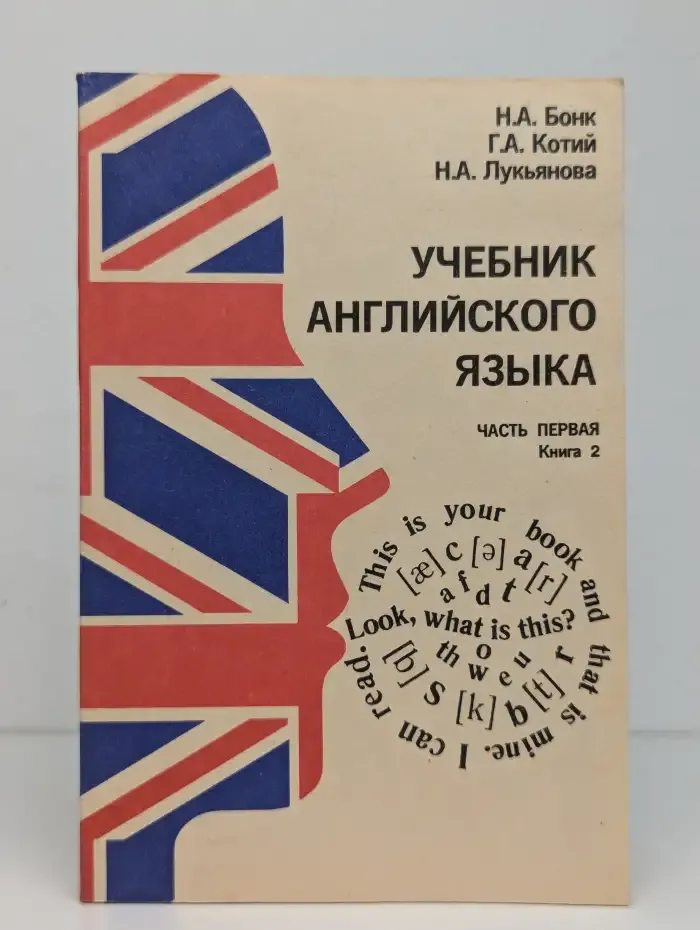 Н.А. Бонк
Г.А. Котий
Н.А. Лукьянова
УЧЕБНИК
АНГЛИЙСКОГО
ЯЗЫКА
ЧАСТЬ ПЕРВАЯ
Книга 2
This is your book and that is mine. I can read.
[æ] c [ə] a [r]
a f d t
Look, what is this?
o
th w e u r
[b] S [k] b [t]